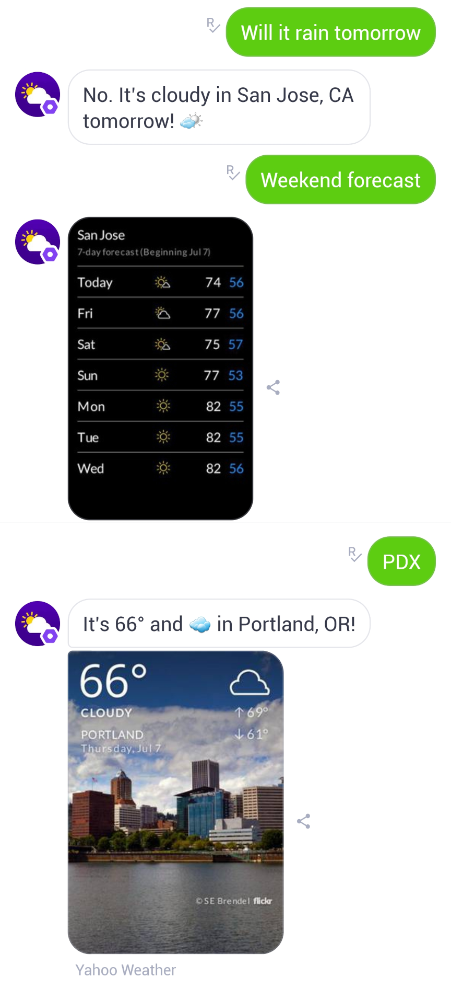 R
Will it rain tomorrow
No. It's cloudy in San Jose, CA
tomorrow!
R
Weekend forecast
San Jose
7-day forecast (Beginning Jul 7)
Today 74 56
Fri 77 56
Sat 75 57
Sun 77 53
Mon 82 55
Tue 82 55
Wed 82 56
R
PDX
It's 66° and ☁️ in Portland, OR!
66°
CLOUDY ↑ 69°
PORTLAND ↓ 61°
Thursday, Jul 7
© SE Brendel flickr
Yahoo Weather